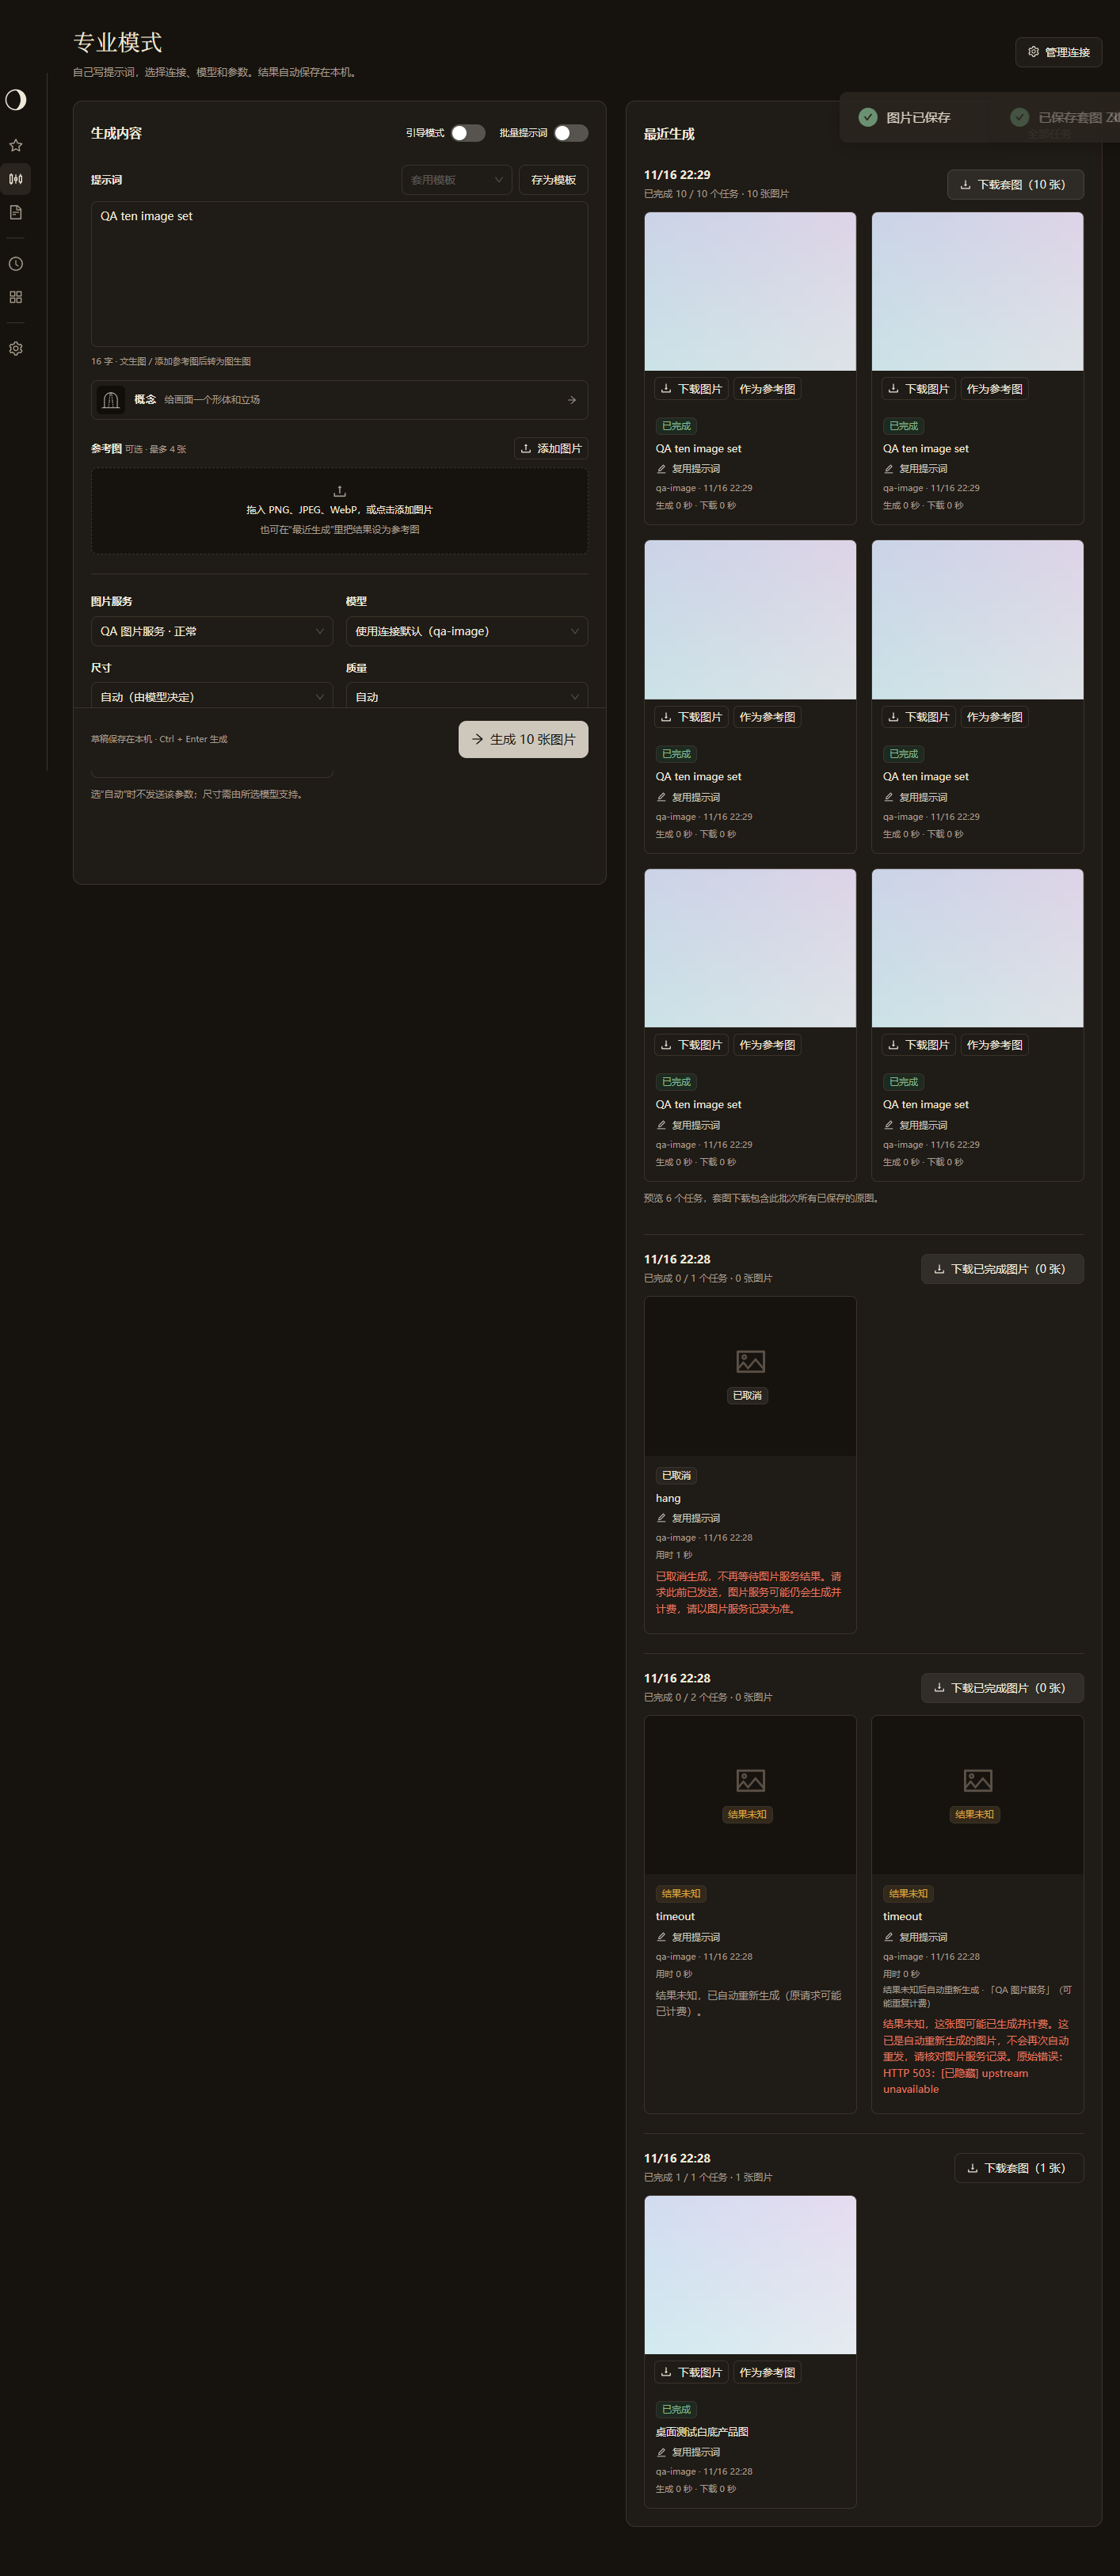 专业模式
自己写提示词，选择连接、模型和参数。结果自动保存在本机。
管理连接
生成内容
引导模式
批量提示词
提示词
套用模板
存为模板
QA ten image set
16 字 · 文生图 / 添加参考图后转为图生图
概念 给画面一个形体和立场
参考图 可选 · 最多 4 张
添加图片
拖入 PNG、JPEG、WebP，或点击添加图片
也可在"最近生成"里把结果设为参考图
图片服务
模型
QA 图片服务 · 正常
使用连接默认（qa-image）
尺寸
质量
自动（由模型决定）
自动
草稿保存在本机 · Ctrl + Enter 生成
生成 10 张图片
选"自动"时不发送该参数；尺寸需由所选模型支持。
最近生成
图片已保存
已保存套图
全部任务
11/16 22:29
已完成 10 / 10 个任务 · 10 张图片
下载套图（10 张）
下载图片 作为参考图
下载图片 作为参考图
已完成
已完成
QA ten image set
QA ten image set
复用提示词
复用提示词
qa-image · 11/16 22:29
qa-image · 11/16 22:29
生成 0 秒 · 下载 0 秒
生成 0 秒 · 下载 0 秒
下载图片 作为参考图
下载图片 作为参考图
已完成
已完成
QA ten image set
QA ten image set
复用提示词
复用提示词
qa-image · 11/16 22:29
qa-image · 11/16 22:29
生成 0 秒 · 下载 0 秒
生成 0 秒 · 下载 0 秒
下载图片 作为参考图
下载图片 作为参考图
已完成
已完成
QA ten image set
QA ten image set
复用提示词
复用提示词
qa-image · 11/16 22:29
qa-image · 11/16 22:29
生成 0 秒 · 下载 0 秒
生成 0 秒 · 下载 0 秒
预览 6 个任务，套图下载包含此批次所有已保存的原图。
11/16 22:28
已完成 0 / 1 个任务 · 0 张图片
下载已完成图片（0 张）
已取消
已取消
hang
复用提示词
qa-image · 11/16 22:28
用时 1 秒
已取消生成，不再等待图片服务结果。请
求此前已发送，图片服务可能仍会生成并
计费，请以图片服务记录为准。
11/16 22:28
已完成 0 / 2 个任务 · 0 张图片
下载已完成图片（0 张）
结果未知
结果未知
结果未知
timeout
复用提示词
qa-image · 11/16 22:28
用时 0 秒
结果未知，已自动重新生成（原请求可能
已计费）。
结果未知
timeout
复用提示词
qa-image · 11/16 22:28
用时 0 秒
结果未知后自动重新生成 · 「QA 图片服务」（可
能重复计费）
结果未知，这张图可能已生成并计费。这
已是自动重新生成的图片，不会再次自动
重发，请核对图片服务记录。原始错误：
HTTP 503：[已隐藏] upstream
unavailable
11/16 22:28
已完成 1 / 1 个任务 · 1 张图片
下载套图（1 张）
下载图片 作为参考图
已完成
桌面测试白底产品图
复用提示词
qa-image · 11/16 22:28
生成 0 秒 · 下载 0 秒